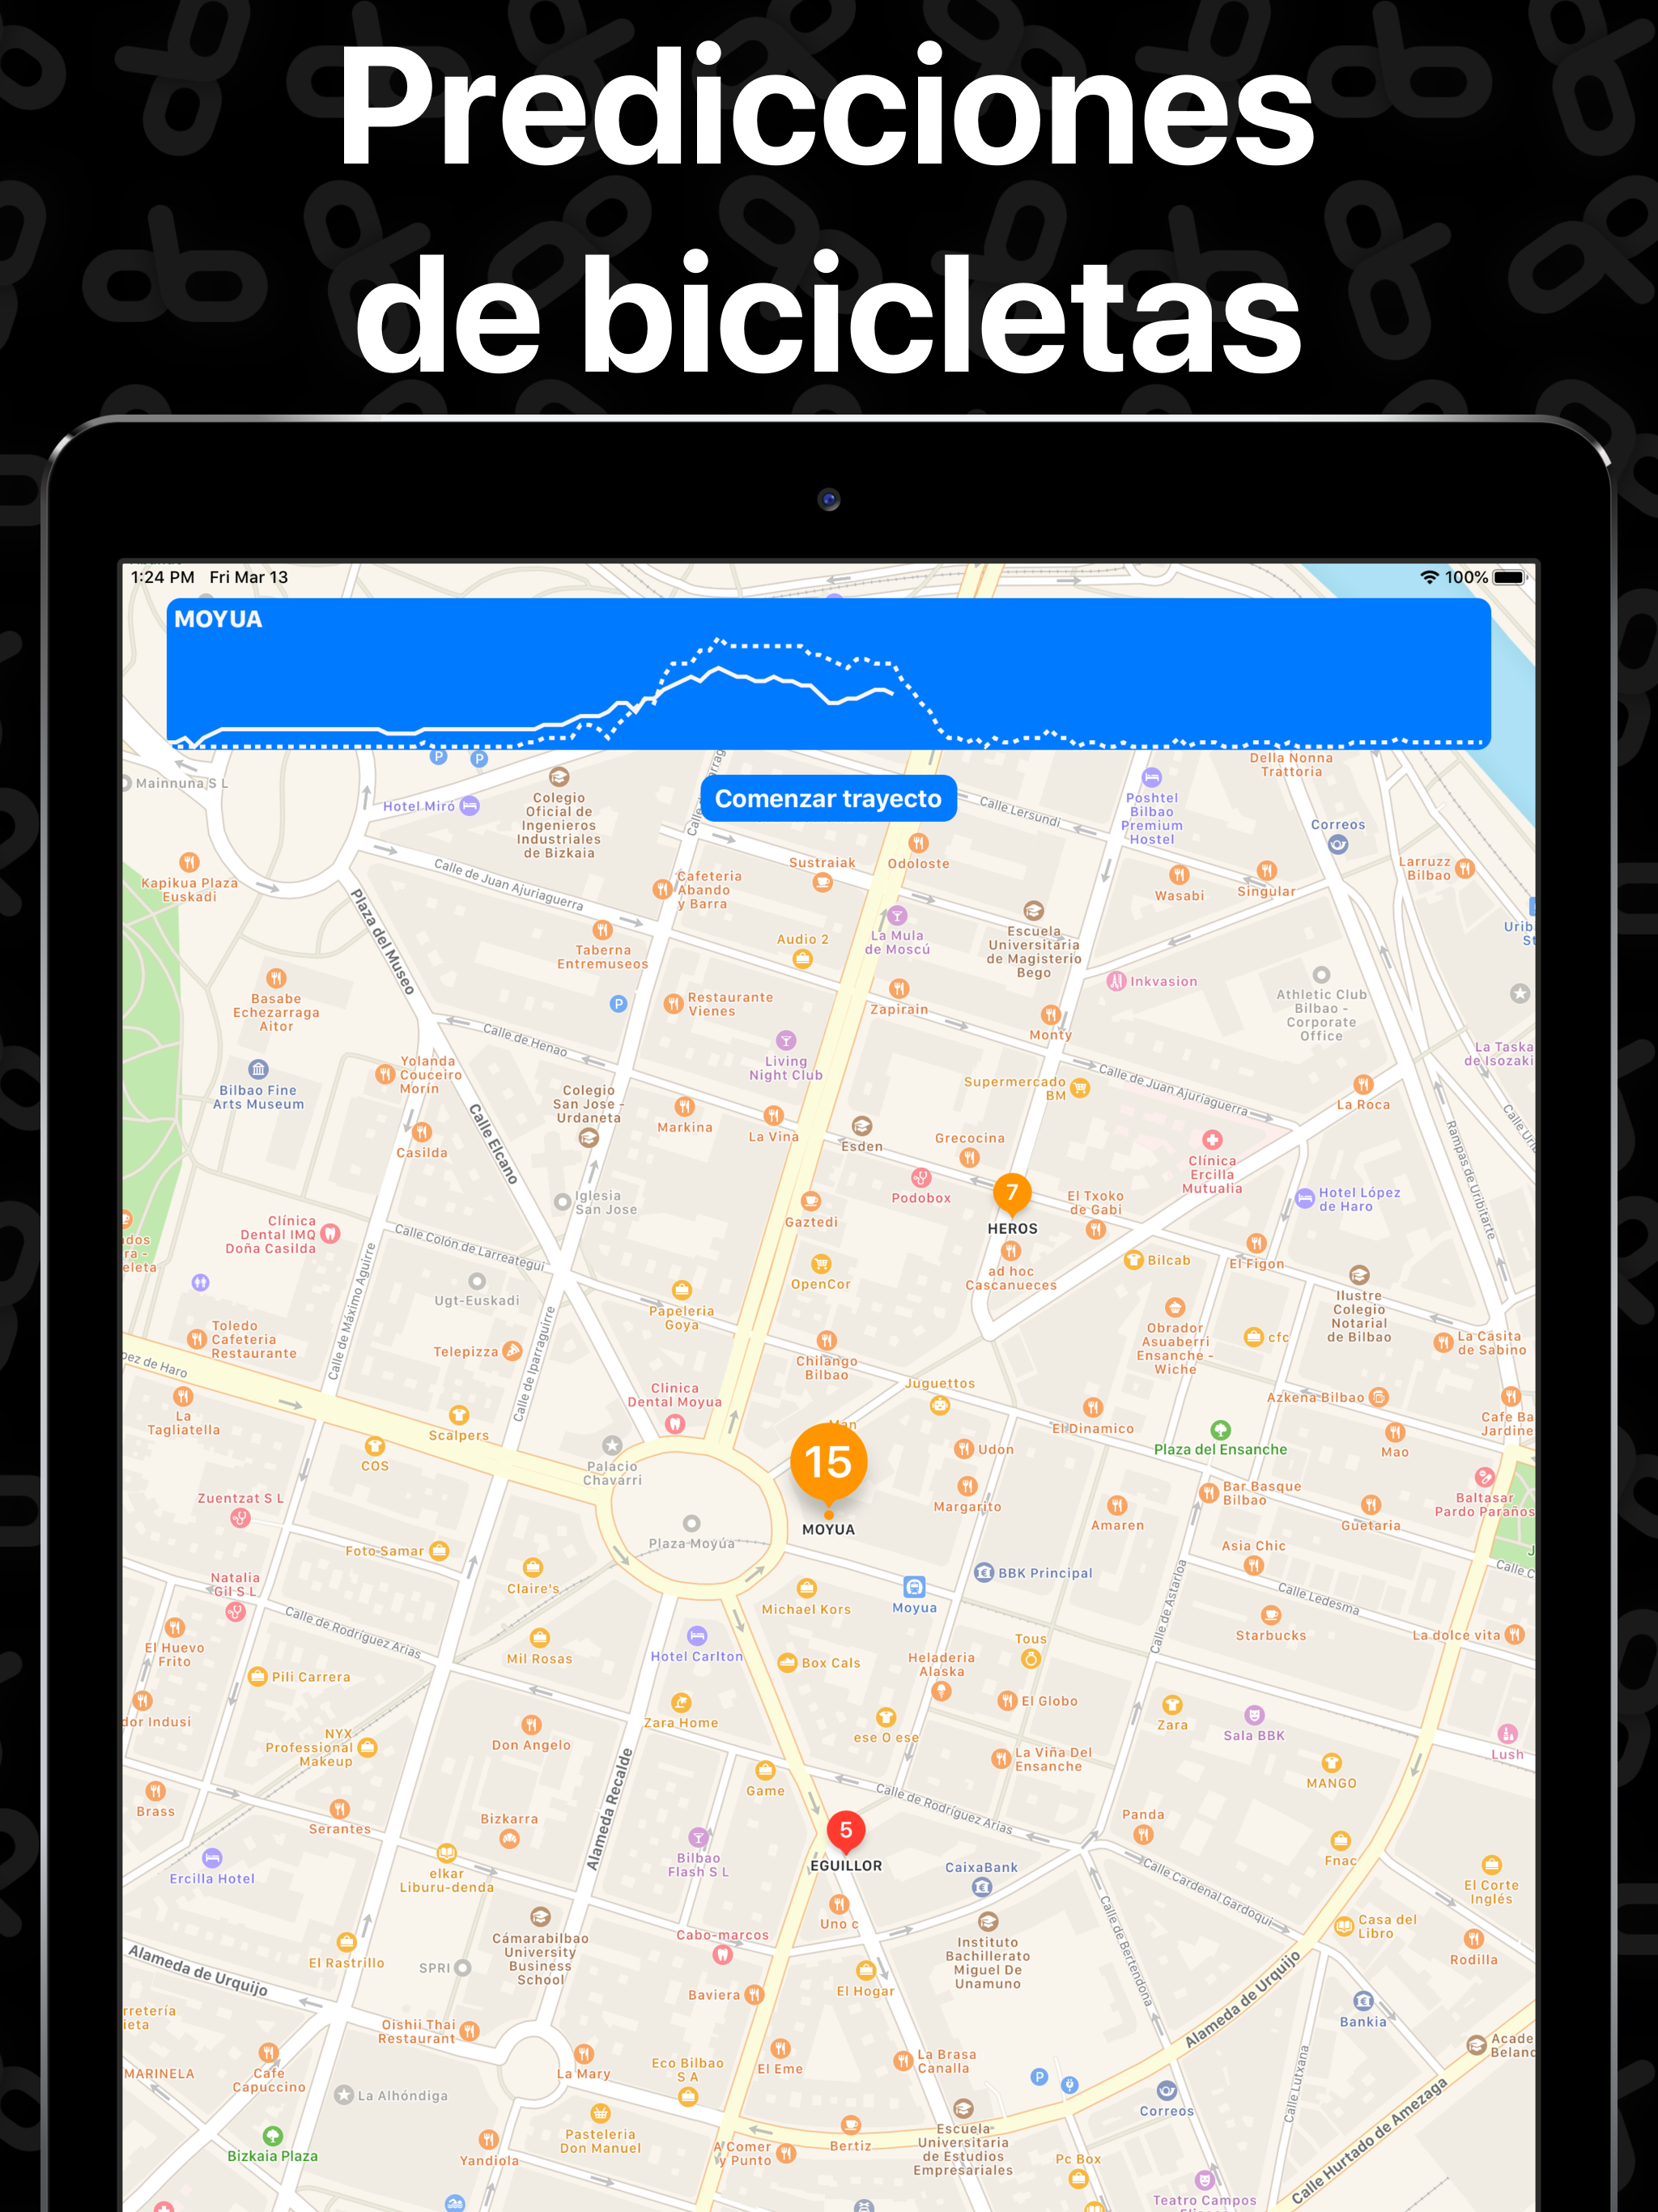 Predicciones
de bicicletas
1:24 PM Fri Mar 13
100%
MOYUA
Comenzar trayecto
Mainnuna S L
Hotel Miró
Colegio
Oficial de
Ingenieros
Industriales
de Bizkaia
Calle Lersundi
Poshtel
Bilbao
Premium
Hostel
Della Nonna
Trattoria
Correos
Larruzz
Bilbao
Kapikua Plaza
Euskadi
Calle de Juan Ajuriaguerra
Cafeteria
Abando
y Barra
Sustraiak
Odoloste
Wasabi
Singular
Plaza del Museo
Taberna
Entremuseos
Audio 2
La Mula
de Moscú
Escuela
Universitaria
de Magisterio
Bego
Inkvasion
Athletic Club
Bilbao -
Corporate
Office
Basabe
Echezarraga
Aitor
P
Restaurante
Vienes
Zapirain
Monty
La Taska
de Isozaki
Calle de Henao
Living
Night Club
Bilbao Fine
Arts Museum
Yolanda
Couceiro
Morín
Colegio
San Jose -
Urdaneta
Supermercado
BM
Calle de Juan Ajuriaguerra
La Roca
Casilda
Calle Elcano
Markina
La Vina
Esden
Grecocina
Clínica
Ercilla
Mutualia
Rampas de Uribitarte
Iglesia
San Jose
Podobox
7
HEROS
El Txoko
de Gabi
Hotel López
de Haro
Clínica
Dental IMQ
Doña Casilda
Calle Colón de Larreategui
Gaztedi
ad hoc
Cascanueces
Bilcab
El Figon
Calle de Máximo Aguirre
Ugt-Euskadi
OpenCor
Papeleria
Goya
Ilustre
Colegio
Notarial
de Bilbao
Toledo
Cafeteria
Restaurante
Telepizza
Calle de Iparraguirre
Chilango
Bilbao
Obrador
Asuaberri
Ensanche -
Wiche
cfc
La Casita
de Sabino
La
Tagliatella
Scalpers
Clinica
Dental Moyua
Juguettos
El Dinamico
Azkena Bilbao
COS
Palacio
Chavarri
15
MOYUA
Udon
Plaza del Ensanche
Mao
Zuentzat S L
Plaza Moyúa
Margarito
Amaren
Bar Basque
Bilbao
Guetaria
Baltasar
Pardo Paraños
Foto-Samar
Claire's
BBK Principal
Asia Chic
Natalia
Gil S L
Michael Kors
Moyua
Calle de Astarloa
Calle Ledesma
Starbucks
La dolce vita
El Huevo
Frito
Calle de Rodríguez Arias
Mil Rosas
Hotel Carlton
Box Cals
Heladeria
Alaska
Tous
Pili Carrera
El Globo
Zara Home
ese O ese
Zara
Sala BBK
Lush
NYX
Professional
Makeup
Don Angelo
La Viña Del
Ensanche
MANGO
Brass
Serantes
Alameda Recalde
Game
Calle de Rodríguez Arias
Panda
Fnac
Bizkarra
Bilbao
Flash S L
5
EGUILLOR
Ercilla Hotel
elkar
Liburu-denda
CaixaBank
Calle Cardenal Gardoqui
El Corte
Inglés
Uno c
Cámarabilbao
University
Business
School
Cabo-marcos
Instituto
Bachillerato
Miguel De
Unamuno
Calle de Bertendona
Casa del
Libro
Rodilla
El Rastrillo
SPRI
Alameda de Urquijo
El Hogar
Baviera
Alameda de Urquijo
Bankia
Oishii Thai
Restaurant
Cafe
Capuccino
La Mary
Eco Bilbao
S A
El Eme
La Brasa
Canalla
P
MARINELA
La Alhóndiga
Correos
Calle Lutxana
Pasteleria
Don Manuel
Bizkaia Plaza
Yandiola
A Comer
y Punto
Bertiz
Escuela
Universitaria
de Estudios
Empresariales
Pc Box
Teatro Campos
Calle Hurtado de Amezaga